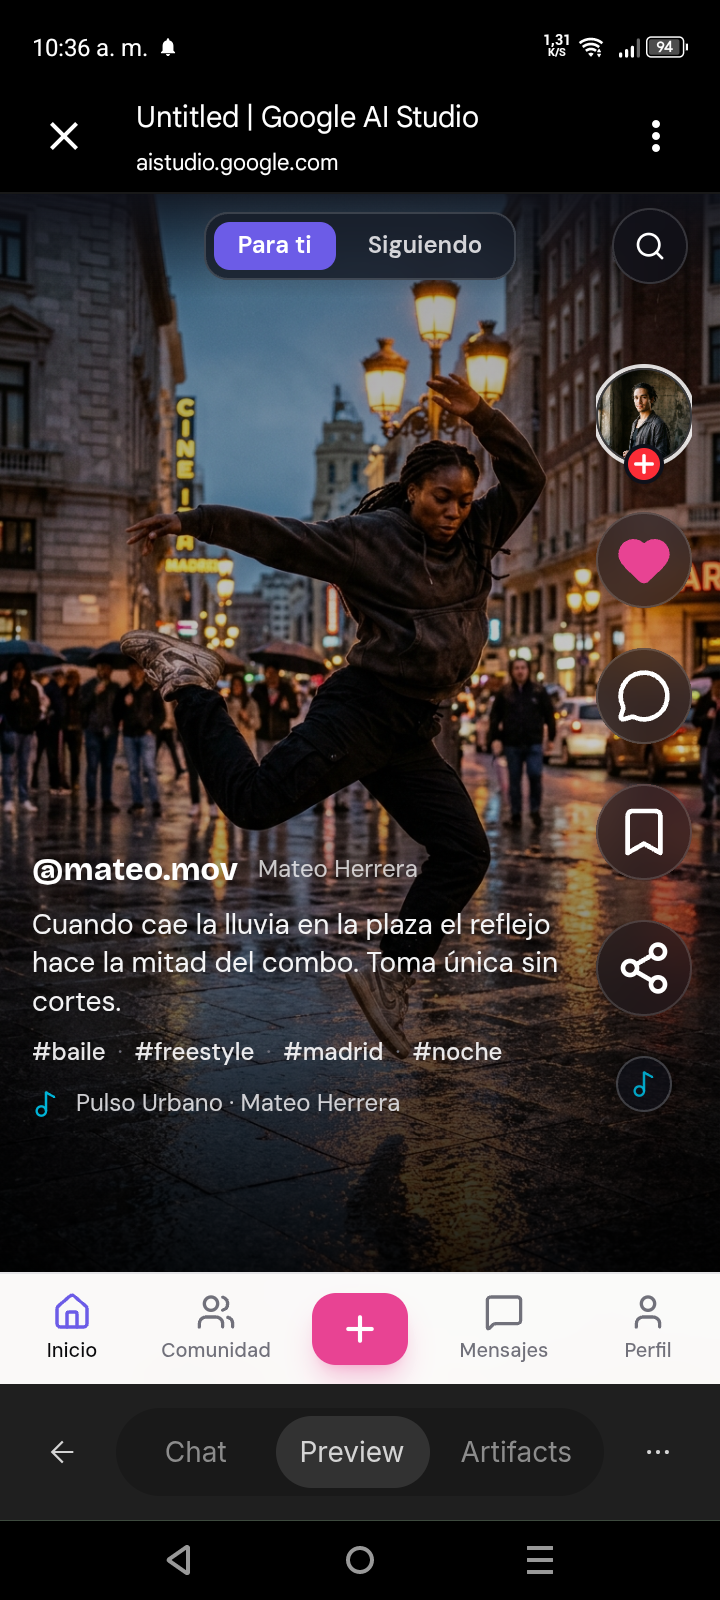 10:36 a. m.
1,31
K/S
94
Untitled | Google AI Studio
aistudio.google.com
Para ti
Siguiendo
CINE
MADRID
AR
@mateo.mov Mateo Herrera
Cuando cae la lluvia en la plaza el reflejo
hace la mitad del combo. Toma única sin
cortes.
#baile · #freestyle · #madrid · #noche
Pulso Urbano · Mateo Herrera
Inicio
Comunidad
Mensajes
Perfil
Chat
Preview
Artifacts